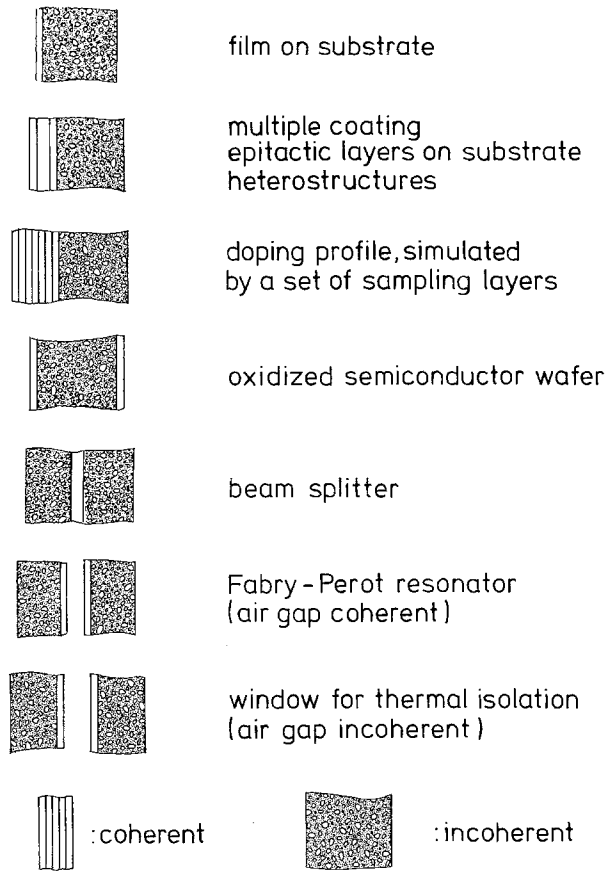 film on substrate
multiple coating
epitactic layers on substrate
heterostructures
doping profile, simulated
by a set of sampling layers
oxidized semiconductor wafer
beam splitter
Fabry-Perot resonator
(air gap coherent)
window for thermal isolation
(air gap incoherent)
:coherent
:incoherent